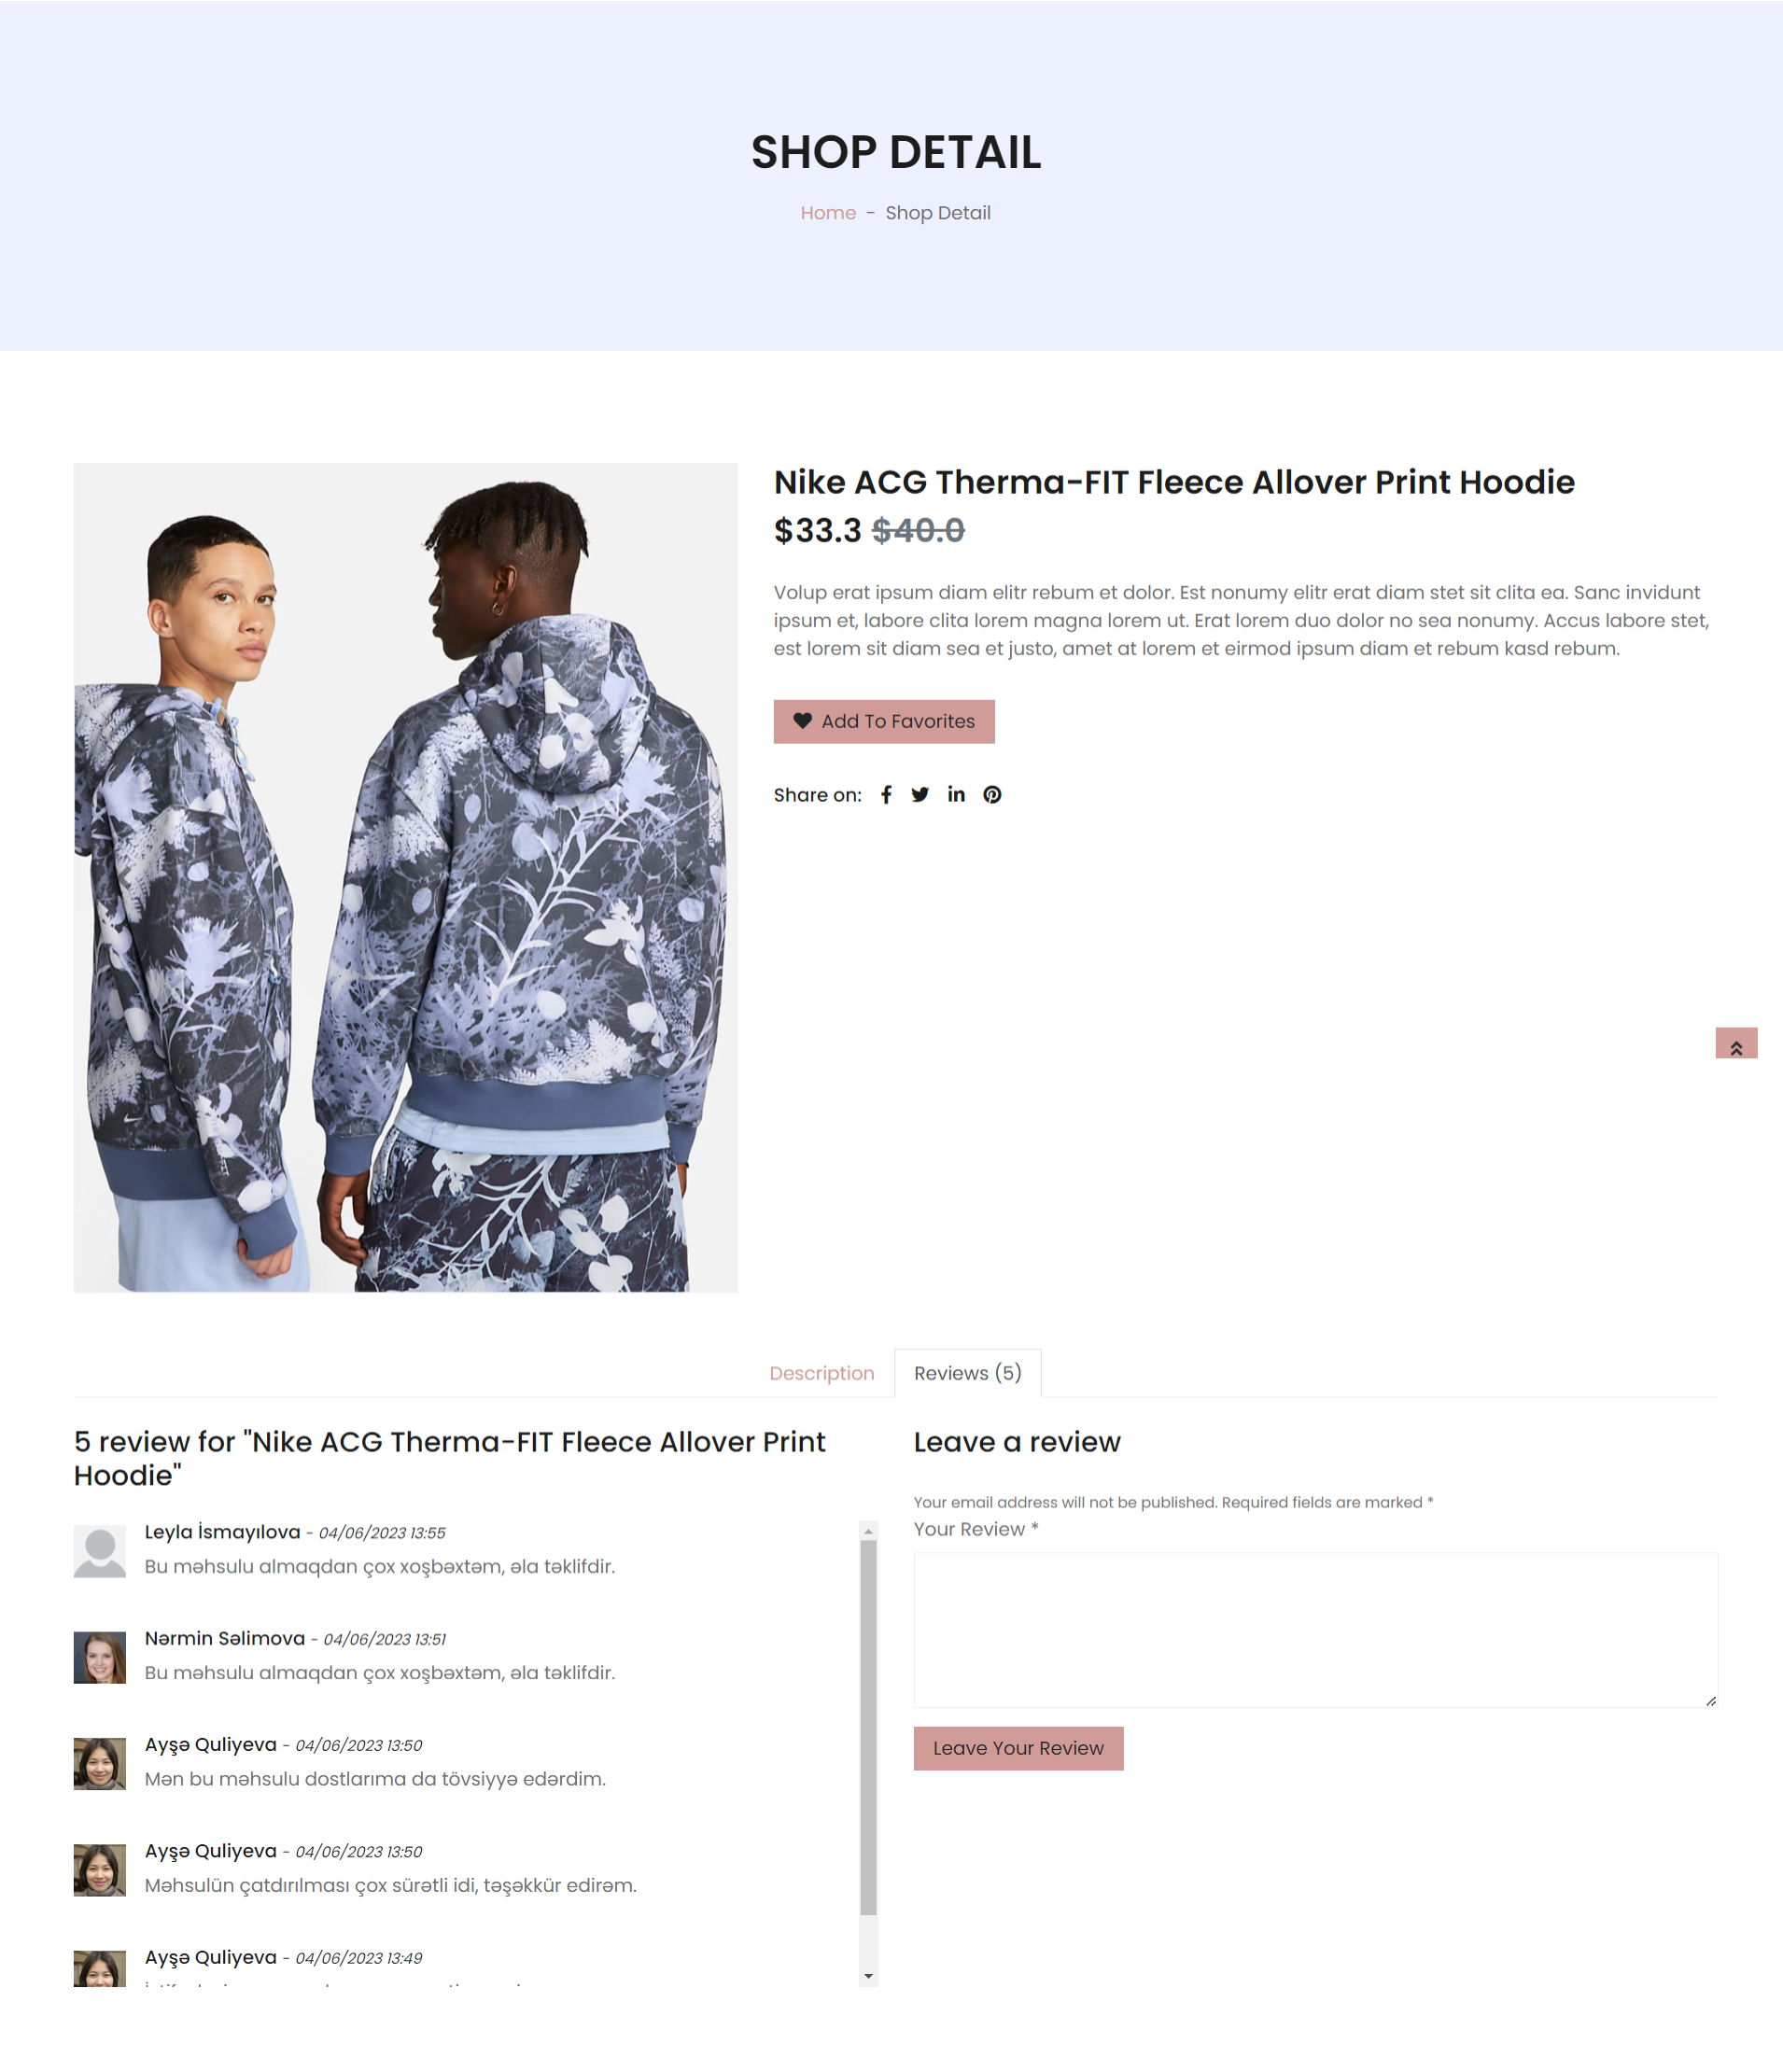 SHOP DETAIL
Home - Shop Detail
Nike ACG Therma-FIT Fleece Allover Print Hoodie
$33.3 $40.0
Volup erat ipsum diam elitr rebum et dolor. Est nonumy elitr erat diam stet sit clita ea. Sanc invidunt
ipsum et, labore clita lorem magna lorem ut. Erat lorem duo dolor no sea nonumy. Accus labore stet,
est lorem sit diam sea et justo, amet at lorem et eirmod ipsum diam et rebum kasd rebum.
Add To Favorites
Share on:
Description
Reviews (5)
5 review for "Nike ACG Therma-FIT Fleece Allover Print
Hoodie"
Leyla İsmayılova - 04/06/2023 13:55
Bu məhsulu almaqdan çox xoşbəxtəm, əla təklifdir.
Nərmin Səlimova - 04/06/2023 13:51
Bu məhsulu almaqdan çox xoşbəxtəm, əla təklifdir.
Ayşə Quliyeva - 04/06/2023 13:50
Mən bu məhsulu dostlarıma da tövsiyyə edərdim.
Ayşə Quliyeva - 04/06/2023 13:50
Məhsulün çatdırılması çox sürətli idi, təşəkkür edirəm.
Ayşə Quliyeva - 04/06/2023 13:49
Leave a review
Your email address will not be published. Required fields are marked *
Your Review *
Leave Your Review